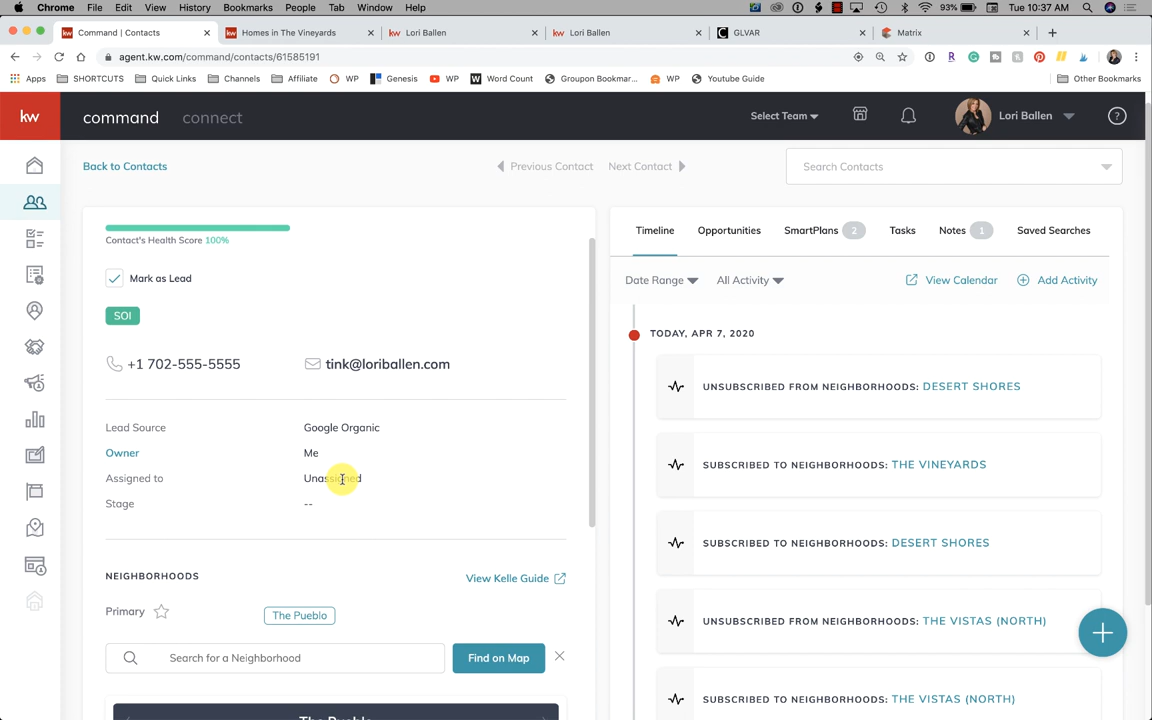 Chrome File Edit View History Bookmarks People Tab Window Help 93% Tue 10:37 AM
Command | Contacts Homes in The Vineyards Lori Ballen Lori Ballen GLVAR Matrix
agent.kw.com/command/contacts/61585191
Apps SHORTCUTS Quick Links Channels Affiliate WP Genesis WP Word Count Groupon Bookmar... WP Youtube Guide Other Bookmarks
kw command connect Select Team Lori Ballen ?
Back to Contacts Previous Contact Next Contact Search Contacts
Contact's Health Score 100%
Mark as Lead
SOI
+1 702-555-5555 tink@loriballen.com
Lead Source Google Organic
Owner Me
Assigned to Unassigned
Stage --
NEIGHBORHOODS View Kelle Guide
Primary The Pueblo
Search for a Neighborhood Find on Map
The Pueblo
Timeline Opportunities SmartPlans 2 Tasks Notes 1 Saved Searches
Date Range All Activity View Calendar Add Activity
TODAY, APR 7, 2020
UNSUBSCRIBED FROM NEIGHBORHOODS: DESERT SHORES
SUBSCRIBED TO NEIGHBORHOODS: THE VINEYARDS
SUBSCRIBED TO NEIGHBORHOODS: DESERT SHORES
UNSUBSCRIBED FROM NEIGHBORHOODS: THE VISTAS (NORTH)
SUBSCRIBED TO NEIGHBORHOODS: THE VISTAS (NORTH)